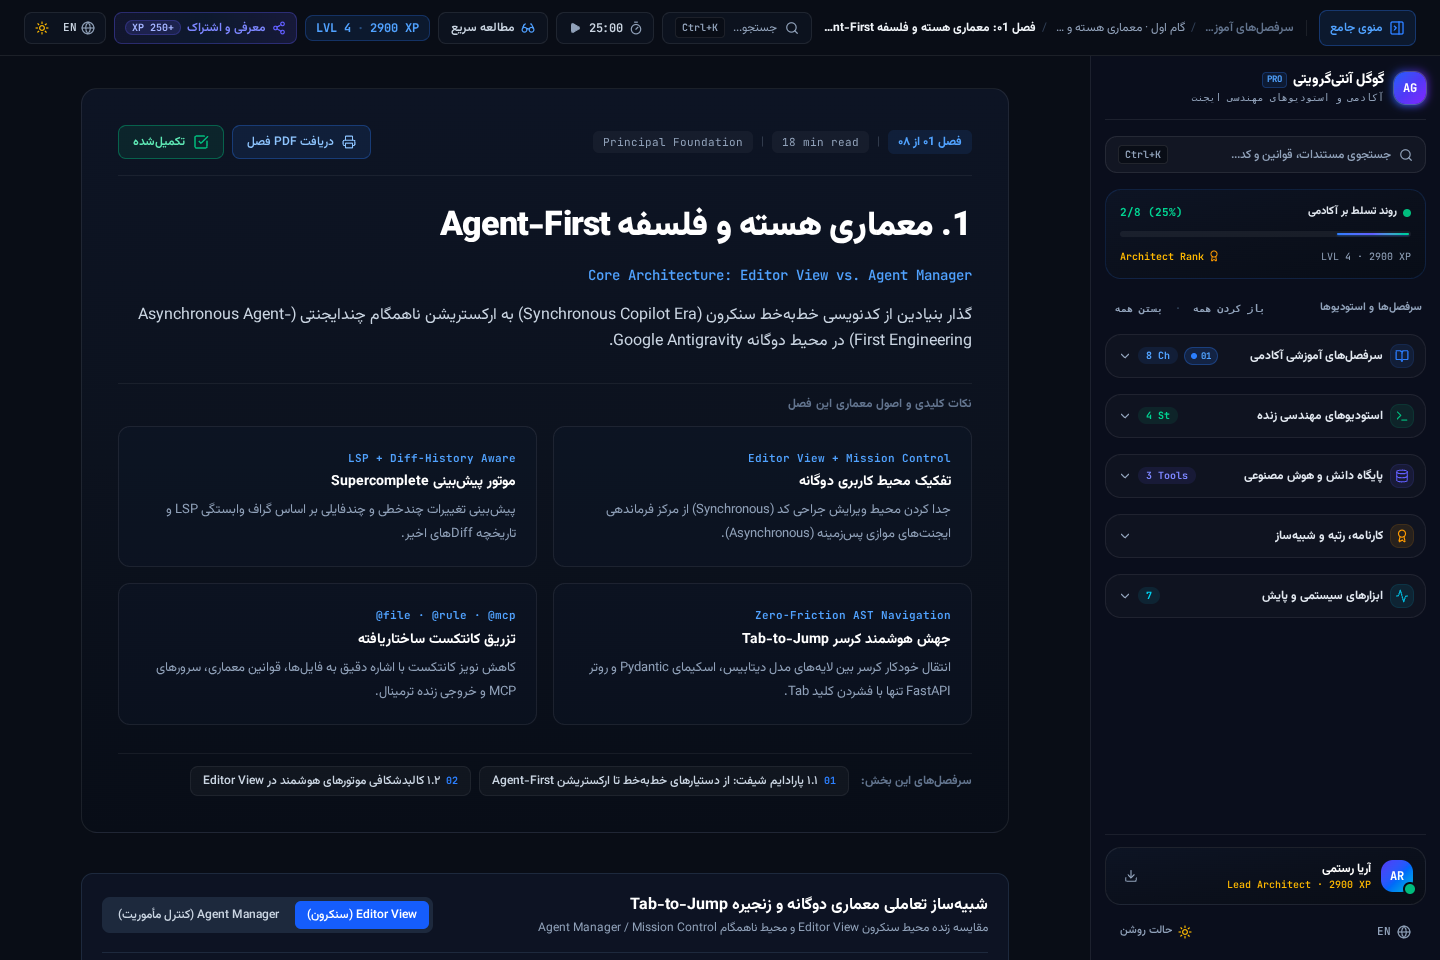 منوی جامع
سرفصل‌های آموز...
/
گام اول · معماری هسته و ...
/
فصل 01: معماری هسته و فلسفه Agent-First...
جستجو...
Ctrl+K
25:00
مطالعه سریع
LVL 4 · 2900 XP
معرفی و اشتراک
+250 XP
EN
AG
گوگل آنتی‌گرویتی
PRO
آکادمی و استودیوهای مهندسی ایجنت
جستجوی مستندات، قوانین و کد...
Ctrl+K
روند تسلط بر آکادمی
2/8 (25%)
LVL 4 · 2900 XP
Architect Rank
سرفصل‌ها و استودیوها
باز کردن همه · بستن همه
سرفصل‌های آموزشی آکادمی
01
8 Ch
استودیوهای مهندسی زنده
4 St
پایگاه دانش و هوش مصنوعی
3 Tools
کارنامه، رتبه و شبیه‌ساز
ابزارهای سیستمی و پایش
7
AR
آریا رستمی
Lead Architect · 2900 XP
EN
حالت روشن
فصل 01 از ۰۸
18 min read
Principal Foundation
دریافت PDF فصل
تکمیل‌شده
1. معماری هسته و فلسفه Agent-First
Core Architecture: Editor View vs. Agent Manager
گذار بنیادین از کدنویسی خط‌به‌خط سنکرون (Synchronous Copilot Era) به ارکستریشن ناهمگام چندایجنتی (Asynchronous Agent-
First Engineering) در محیط دوگانه Google Antigravity.
نکات کلیدی و اصول معماری این فصل
Editor View + Mission Control
تفکیک محیط کاربری دوگانه
جدا کردن محیط ویرایش جراحی کد (Synchronous) از مرکز فرماندهی
ایجنت‌های موازی پس‌زمینه (Asynchronous).
LSP + Diff-History Aware
موتور پیش‌بینی Supercomplete
پیش‌بینی تغییرات چندخطی و چندفایلی بر اساس گراف وابستگی LSP و
تاریخچه Diffهای اخیر.
Zero-Friction AST Navigation
جهش هوشمند کرسر Tab-to-Jump
انتقال خودکار کرسر بین لایه‌های مدل دیتابیس، اسکیمای Pydantic و روتر
FastAPI تنها با فشردن کلید Tab.
@file · @rule · @mcp
تزریق کانتکست ساختاریافته
کاهش نویز کانتکست با اشاره دقیق به فایل‌ها، قوانین معماری، سرورهای
MCP و خروجی زنده ترمینال.
سرفصل‌های این بخش:
01 ۱.۱ پارادایم شیفت: از دستیارهای خط‌به‌خط تا ارکستریشن Agent-First
02 ۱.۲ کالبدشکافی موتورهای هوشمند در Editor View
شبیه‌ساز تعاملی معماری دوگانه و زنجیره Tab-to-Jump
مقایسه زنده محیط سنکرون Editor View و محیط ناهمگام Agent Manager / Mission Control
Editor View (سنکرون)
Agent Manager (کنترل مأموریت)